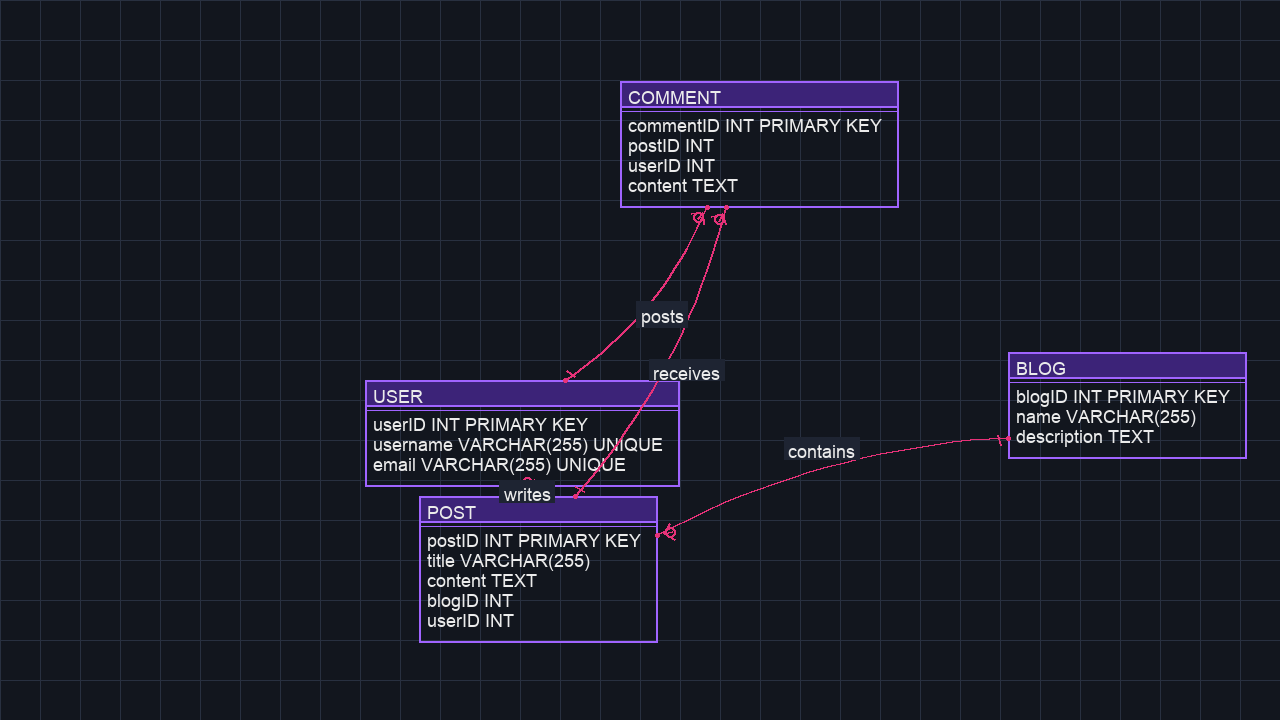 COMMENT
commentID INT PRIMARY KEY
postID INT
userID INT
content TEXT
posts
receives
USER
userID INT PRIMARY KEY
username VARCHAR(255) UNIQUE
email VARCHAR(255) UNIQUE
writes
POST
postID INT PRIMARY KEY
title VARCHAR(255)
content TEXT
blogID INT
userID INT
contains
BLOG
blogID INT PRIMARY KEY
name VARCHAR(255)
description TEXT